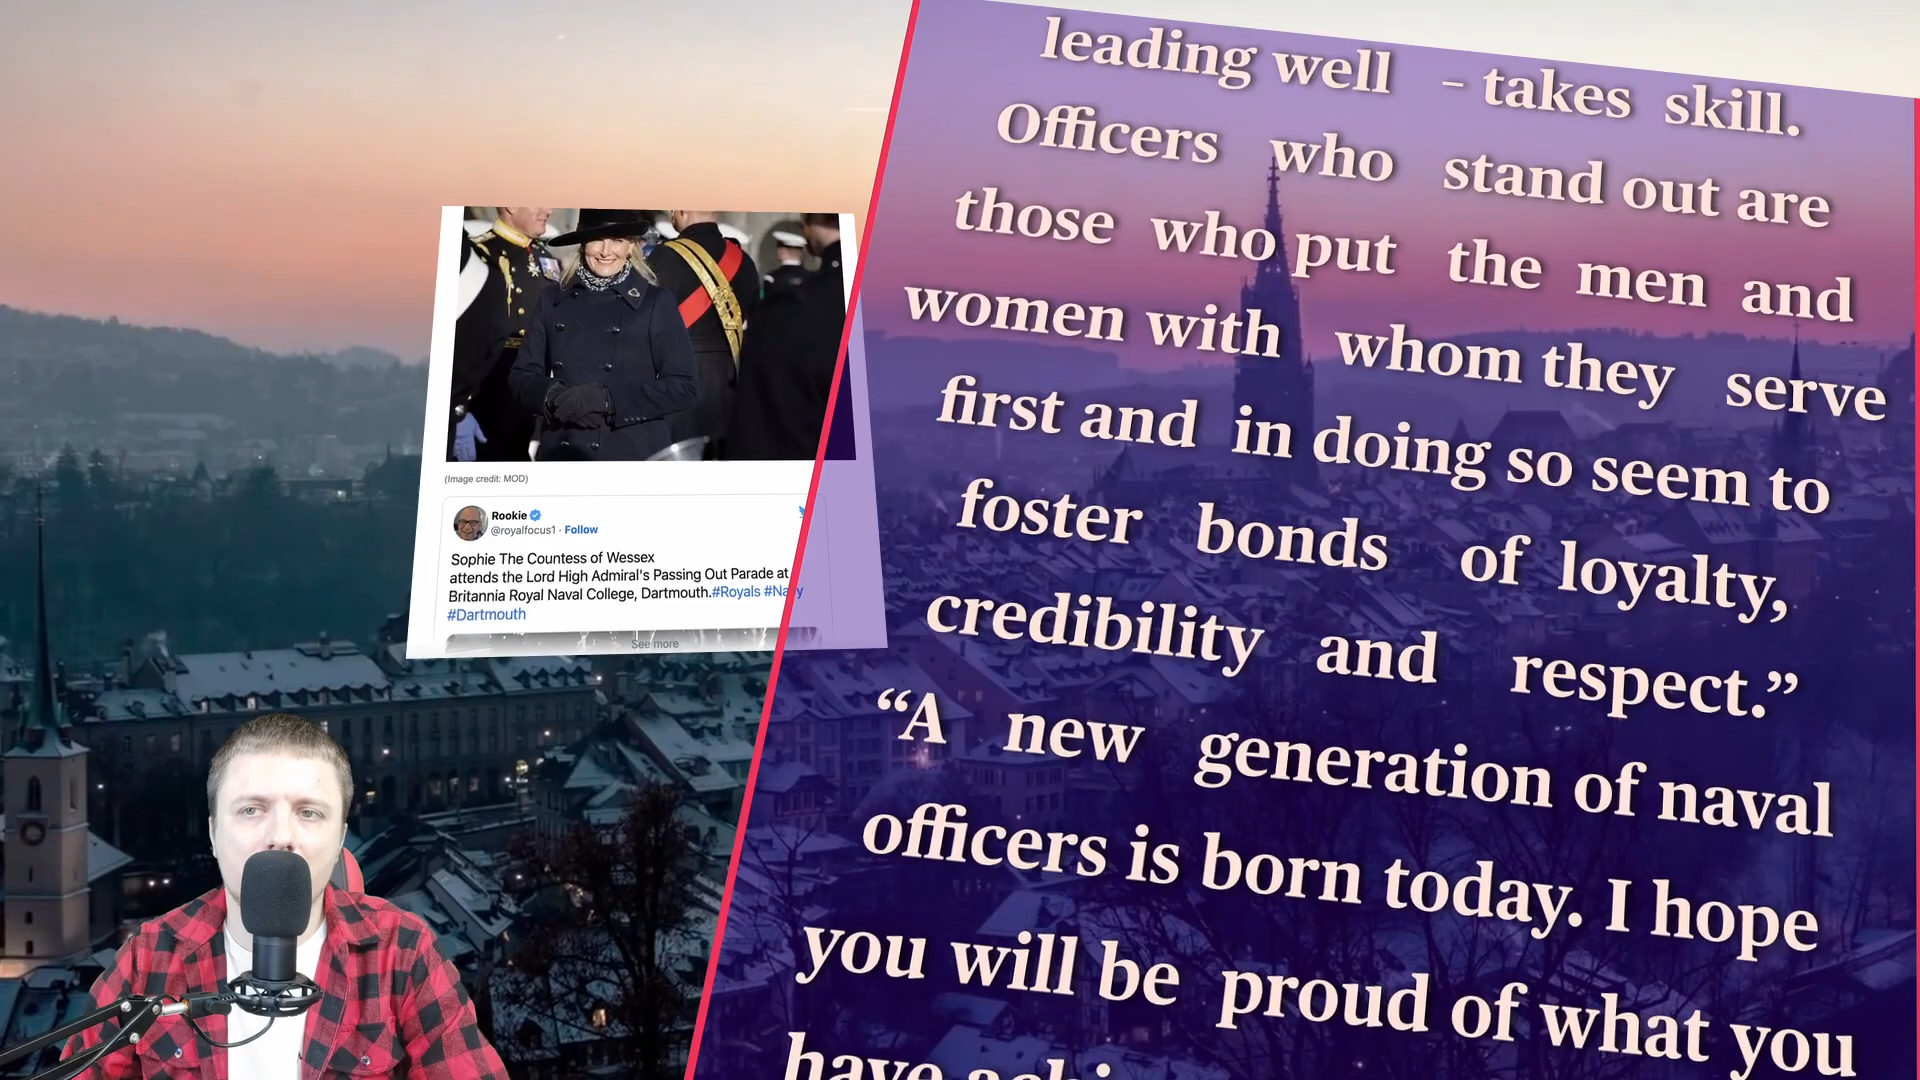 (Image credit: MOD)
Rookie
@royalfocus1 · Follow
Sophie The Countess of Wessex
attends the Lord High Admiral's Passing Out Parade at
Britannia Royal Naval College, Dartmouth.#Royals #Navy
#Dartmouth
See more
leading well – takes skill.
Officers who stand out are
those who put the men and
women with whom they serve
first and in doing so seem to
foster bonds of loyalty,
credibility and respect.”
“A new generation of naval
officers is born today. I hope
you will be proud of what you
have